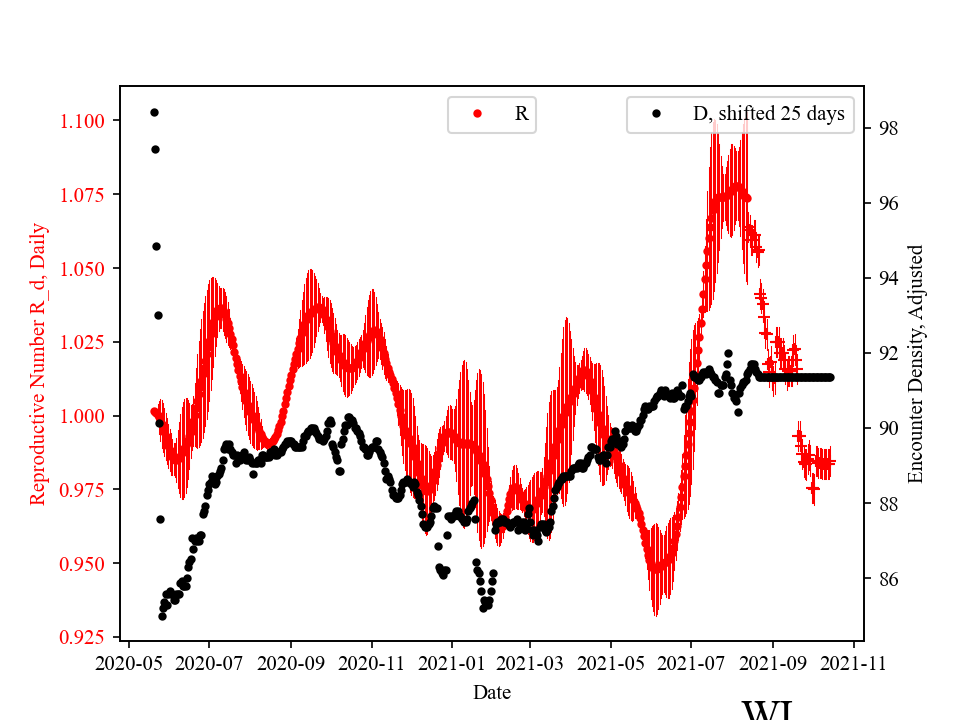 R
D, shifted 25 days
Reproductive Number R_d, Daily
1.100
1.075
1.050
1.025
1.000
0.975
0.950
0.925
98
96
94
92
90
88
86
Encounter Density, Adjusted
2020-05 2020-07 2020-09 2020-11 2021-01 2021-03 2021-05 2021-07 2021-09 2021-11
Date
WI